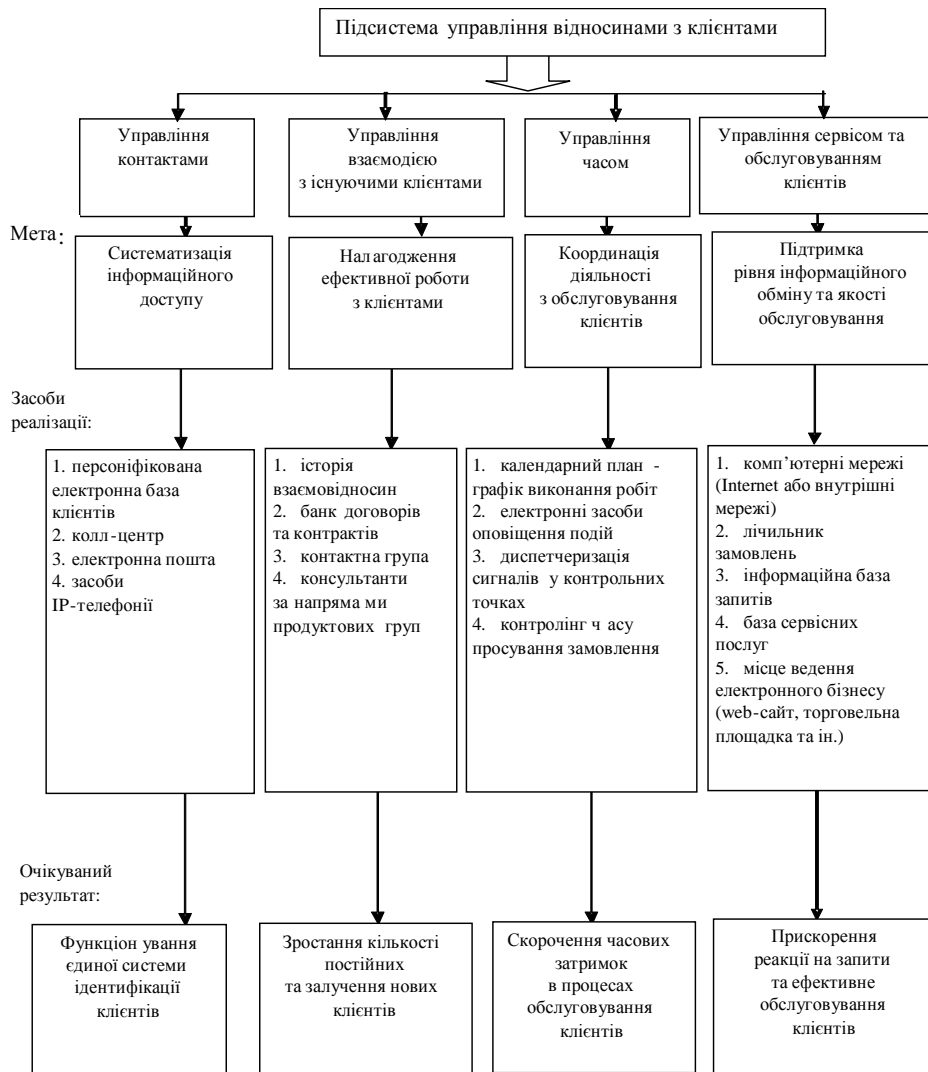 Підсистема управління відносинами з клієнтами
Управління
контактами
Управління
взаємодією
з існуючими клієнтами
Управління
часом
Управління сервісом та
обслуговуванням
клієнтів
Мета:
Систематизація
інформаційного
доступу
Налагодження
ефективної роботи
з клієнтами
Координація
діяльності
з обслуговування
клієнтів
Підтримка
рівня інформаційного
обміну та якості
обслуговування
Засоби
реалізації:
1. персоніфікована
електронна база
клієнтів
2. колл-центр
3. електронна пошта
4. засоби
IP-телефонії
1. історія
взаємовідносин
2. банк договорів
та контрактів
3. контактна група
4. консультанти
за напряма ми
продуктових груп
1. календарний план -
графік виконання робіт
2. електронні засоби
оповіщення подій
3. диспетчеризація
сигналів у контрольних
точках
4. контролінг ч асу
просування замовлення
1. комп’ютерні мережі
(Internet або внутрішні
мережі)
2. лічильник
замовлень
3. інформаційна база
запитів
4. база сервісних
послуг
5. місце ведення
електронного бізнесу
(web-сайт, торговельна
площадка та ін.)
Очікуваний
результат:
Функціон ування
єдиної системи
ідентифікації
клієнтів
Зростання кількості
постійних
та залучення нових
клієнтів
Скорочення часових
затримок
в процесах
обслуговування
клієнтів
Прискорення
реакції на запити
та ефективне
обслуговування
клієнтів